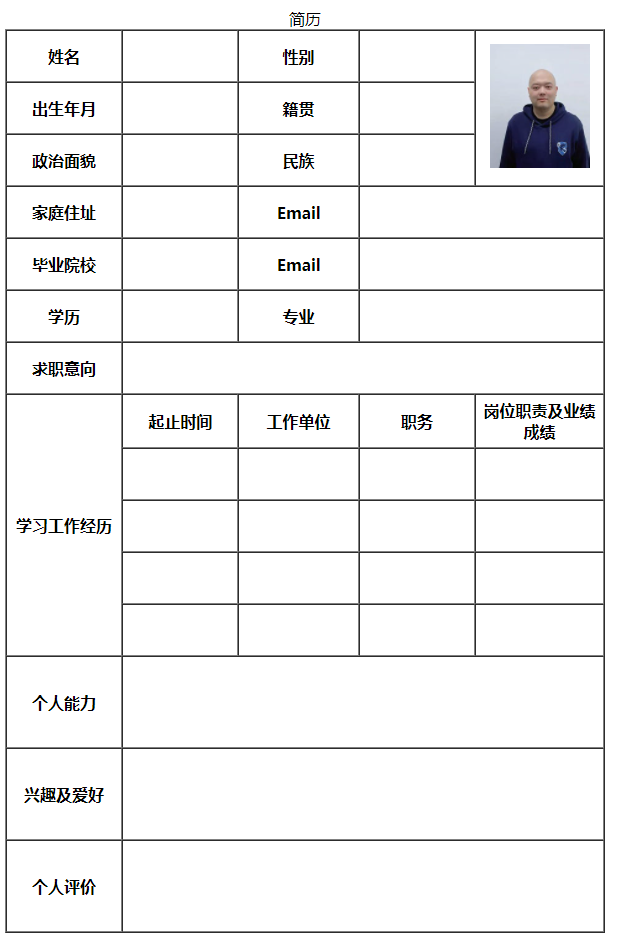 简历
姓名 性别
出生年月 籍贯
政治面貌 民族
家庭住址 Email
毕业院校 Email
学历 专业
求职意向
学习工作经历
起止时间 工作单位 职务 岗位职责及业绩
成绩
个人能力
兴趣及爱好
个人评价